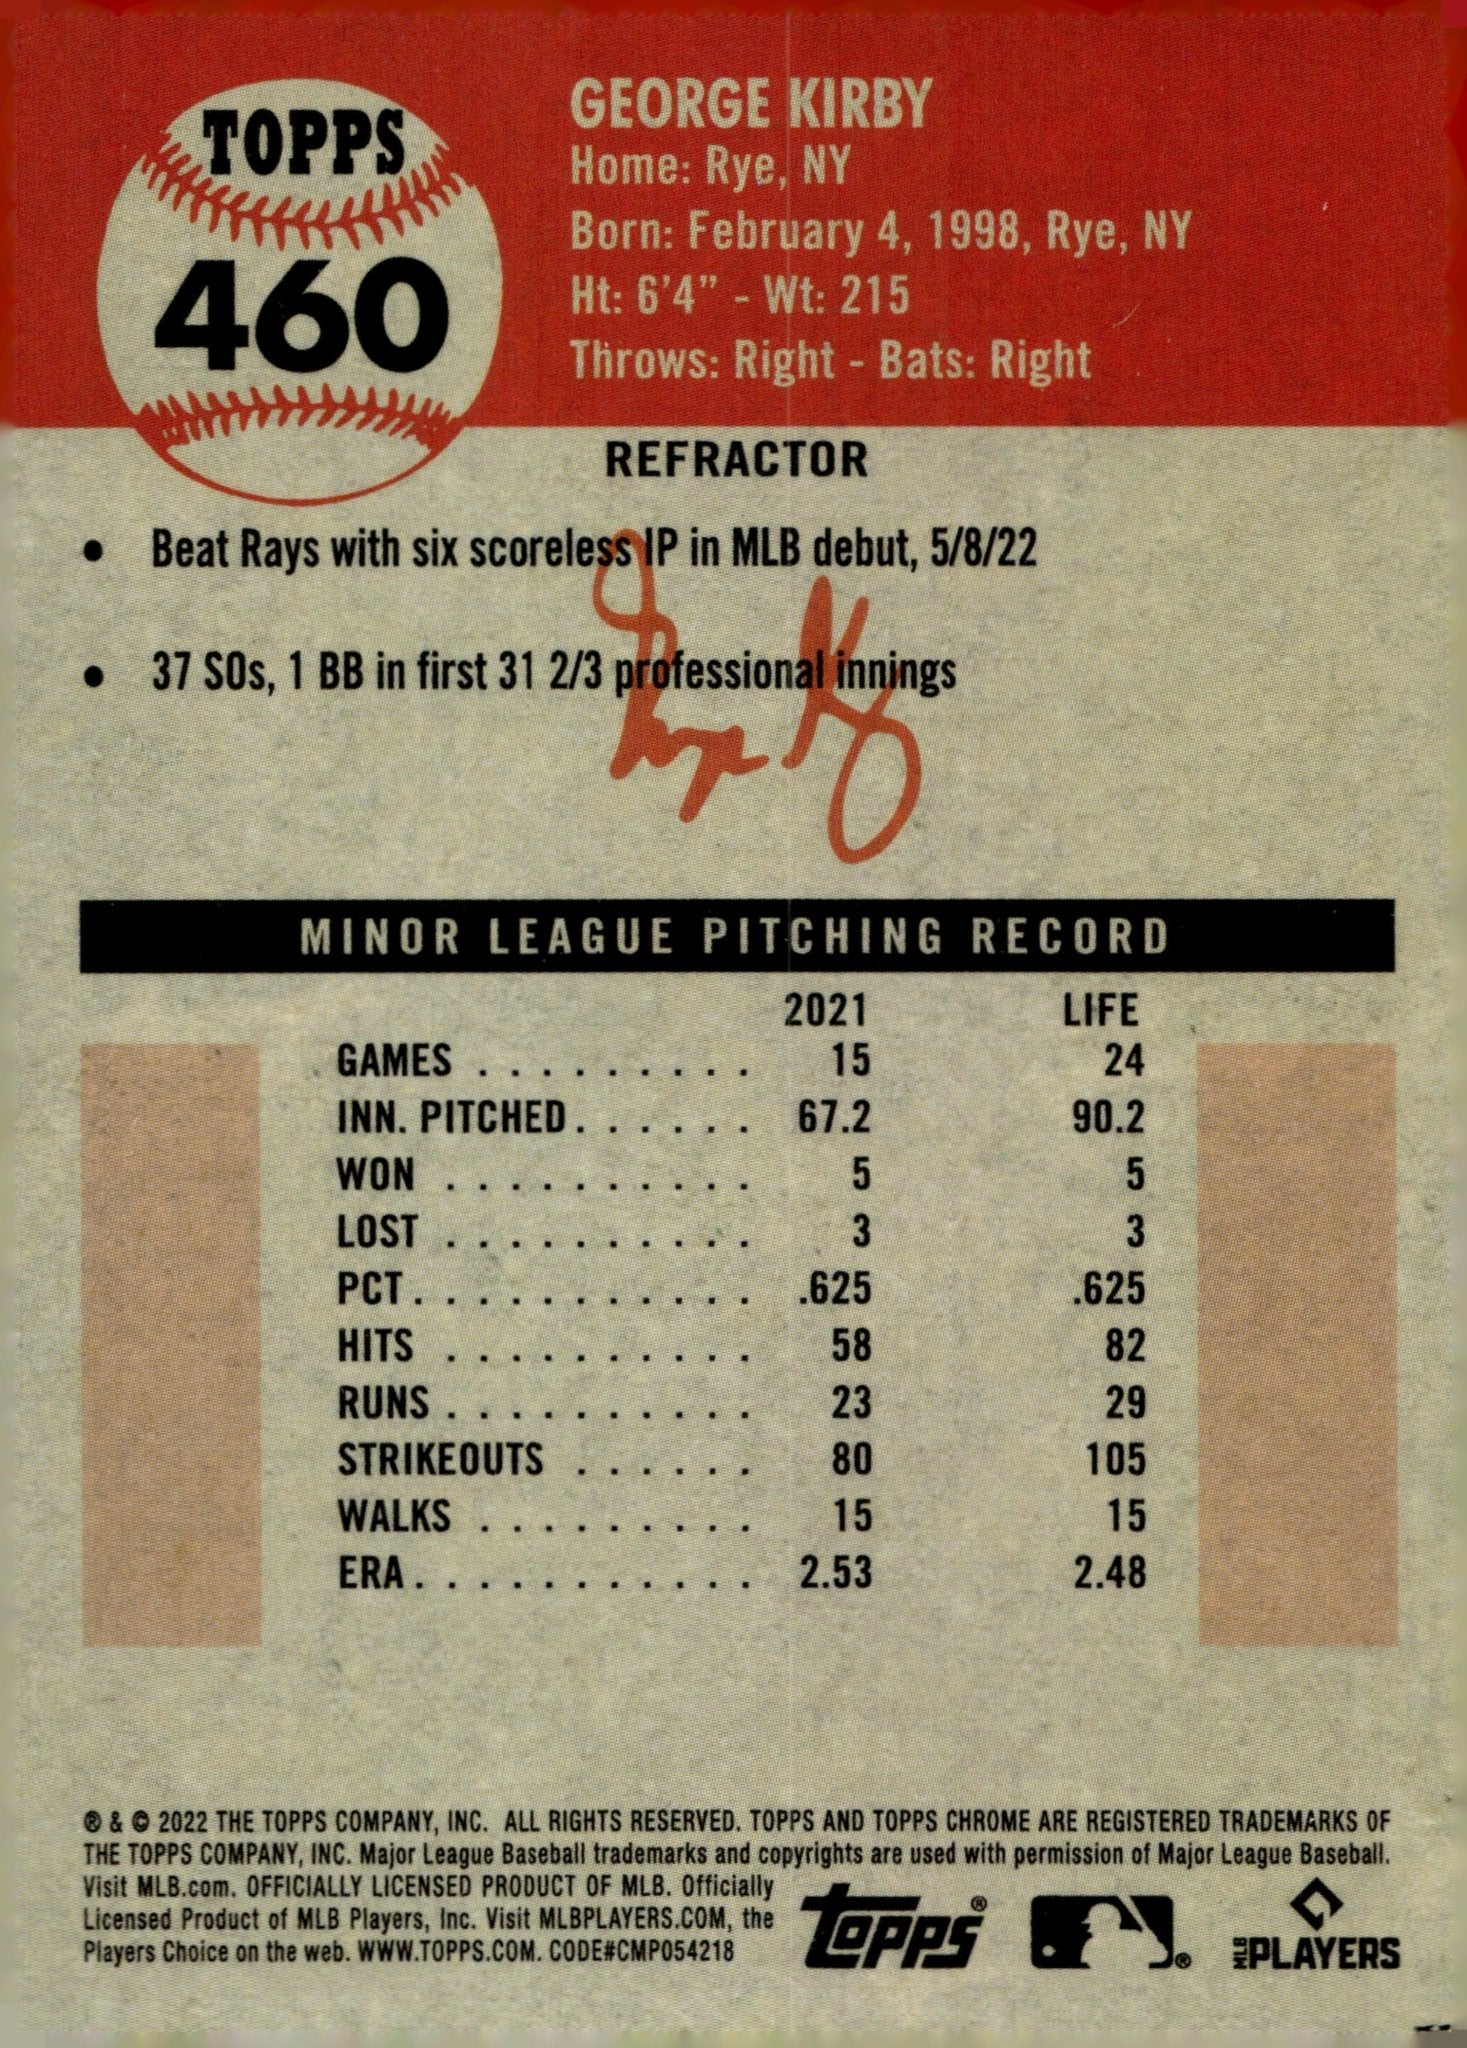 TOPPS
460
GEORGE KIRBY
Home: Rye, NY
Born: February 4, 1998, Rye, NY
Ht: 6'4" - Wt: 215
Throws: Right - Bats: Right
REFRACTOR
• Beat Rays with six scoreless IP in MLB debut, 5/8/22
• 37 SOs, 1 BB in first 31 2/3 professional innings
MINOR LEAGUE PITCHING RECORD
2021 LIFE
GAMES . . . . . . . . . 15 24
INN. PITCHED . . . . . . 67.2 90.2
WON . . . . . . . . . . 5 5
LOST . . . . . . . . . . 3 3
PCT . . . . . . . . . . . .625 .625
HITS . . . . . . . . . . 58 82
RUNS . . . . . . . . . . 23 29
STRIKEOUTS . . . . . . 80 105
WALKS . . . . . . . . . 15 15
ERA . . . . . . . . . . . 2.53 2.48
® & © 2022 THE TOPPS COMPANY, INC. ALL RIGHTS RESERVED. TOPPS AND TOPPS CHROME ARE REGISTERED TRADEMARKS OF
THE TOPPS COMPANY, INC. Major League Baseball trademarks and copyrights are used with permission of Major League Baseball.
Visit MLB.com. OFFICIALLY LICENSED PRODUCT OF MLB. Officially
Licensed Product of MLB Players, Inc. Visit MLBPLAYERS.COM, the
Players Choice on the web. WWW.TOPPS.COM. CODE#CMP054218
TOPPS®
®
MLB PLAYERS